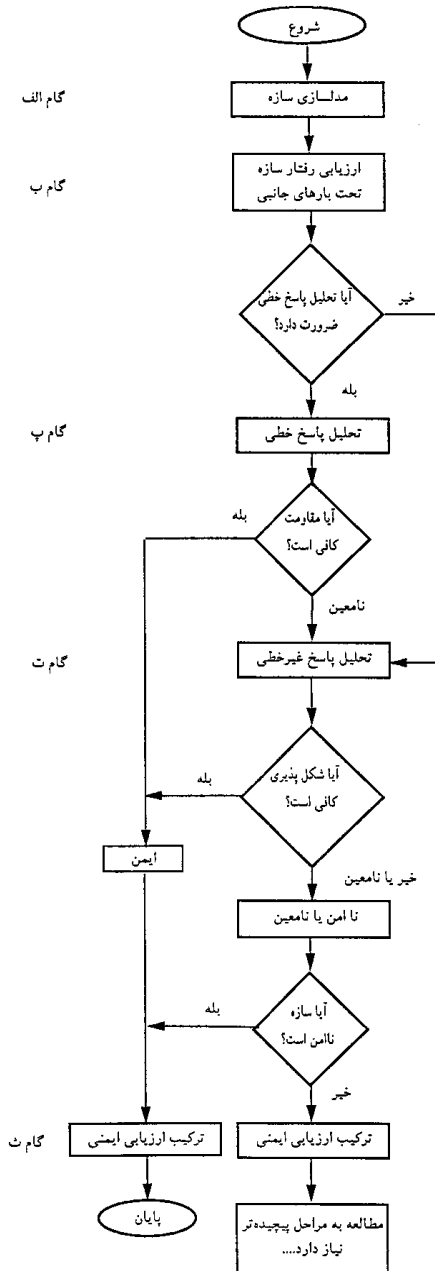 شروع
گام الف
مدلسازی سازه
گام ب
ارزیابی رفتار سازه
تحت بارهای جانبی
آیا تحلیل پاسخ خطی
ضرورت دارد؟
خیر
بله
گام پ
تحلیل پاسخ خطی
آیا مقاومت
کافی است؟
بله
نامعین
گام ت
تحلیل پاسخ غیرخطی
آیا شکل پذیری
کافی است؟
بله
ایمن
خیر یا نامعین
نا امن یا نامعین
آیا سازه
ناامن است؟
بله
خیر
گام ث
ترکیب ارزیابی ایمنی
ترکیب ارزیابی ایمنی
پایان
مطالعه به مراحل پیچیده‌تر
نیاز دارد....